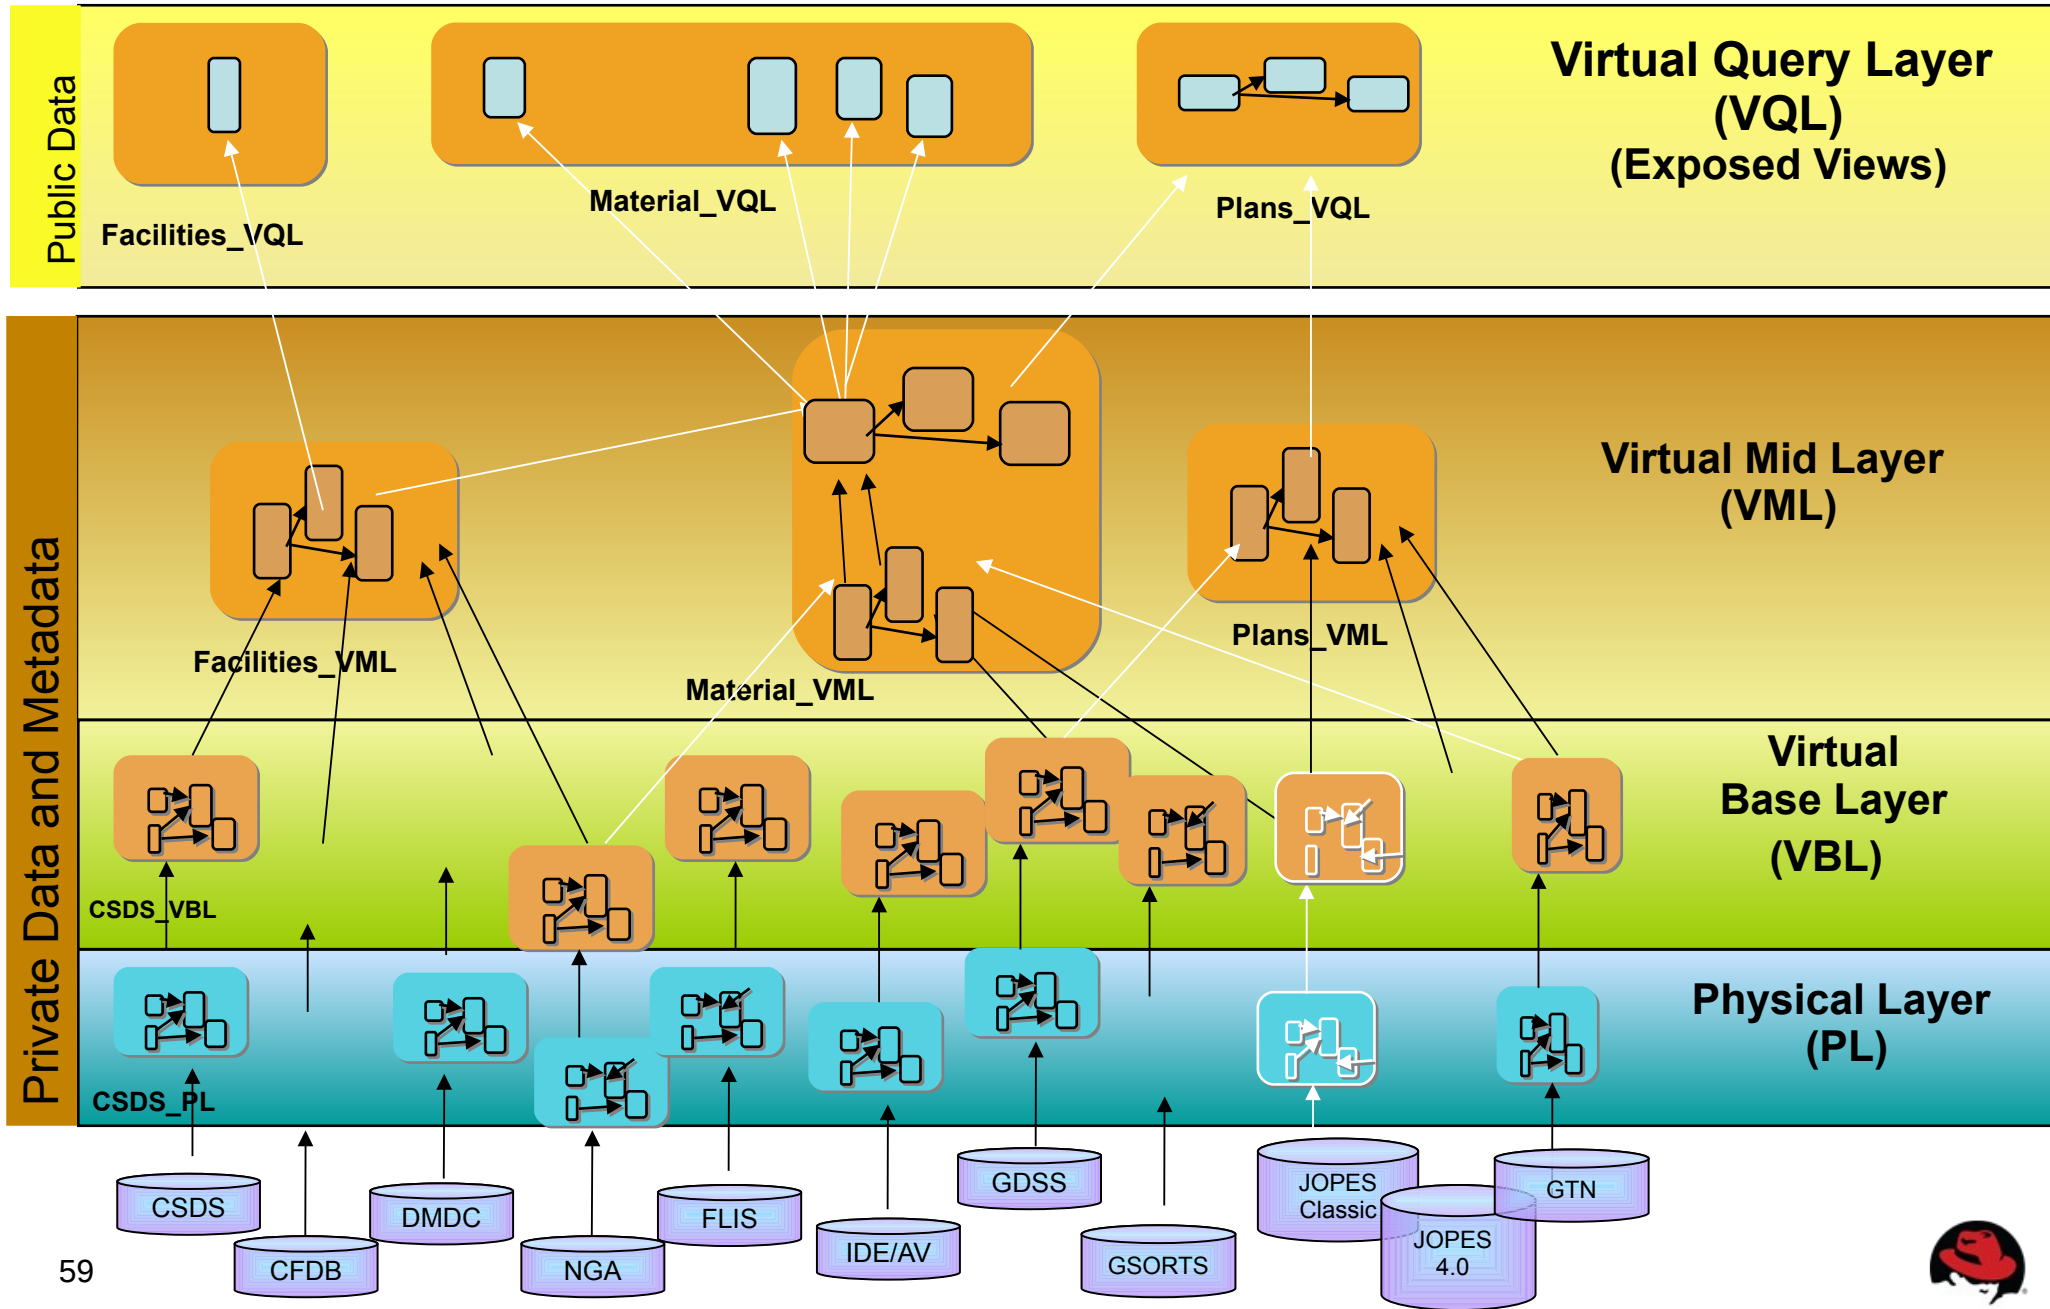 Public Data
Virtual Query Layer
(VQL)
(Exposed Views)
Facilities_VQL
Material_VQL
Plans_VQL
Private Data and Metadata
Virtual Mid Layer
(VML)
Facilities_VML
Material_VML
Plans_VML
Virtual
Base Layer
(VBL)
CSDS_VBL
Physical Layer
(PL)
CSDS_PL
CSDS
CFDB
DMDC
NGA
FLIS
IDE/AV
GDSS
GSORTS
JOPES
Classic
JOPES
4.0
GTN
59